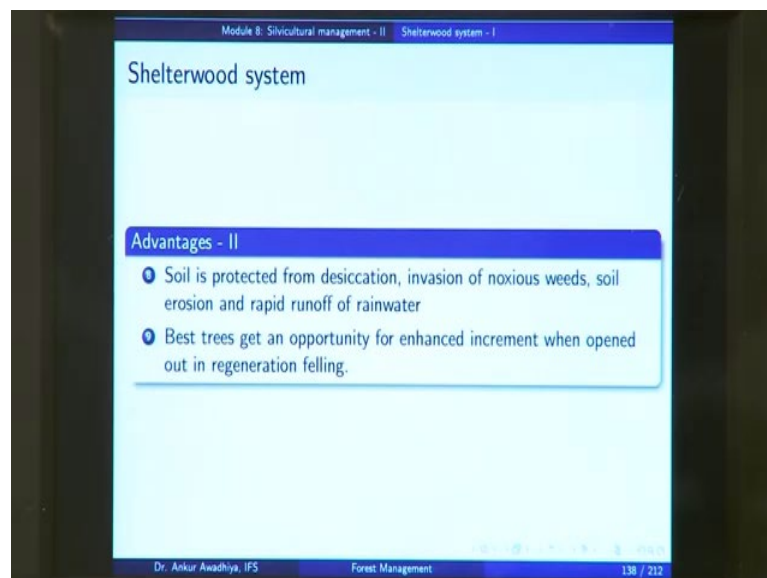 Module 8: Silvicultural management - II Shelterwood system - I
Shelterwood system
Advantages - II
8 Soil is protected from desiccation, invasion of noxious weeds, soil
erosion and rapid runoff of rainwater
9 Best trees get an opportunity for enhanced increment when opened
out in regeneration felling.
Dr. Ankur Awadhiya, IFS Forest Management 138 / 212